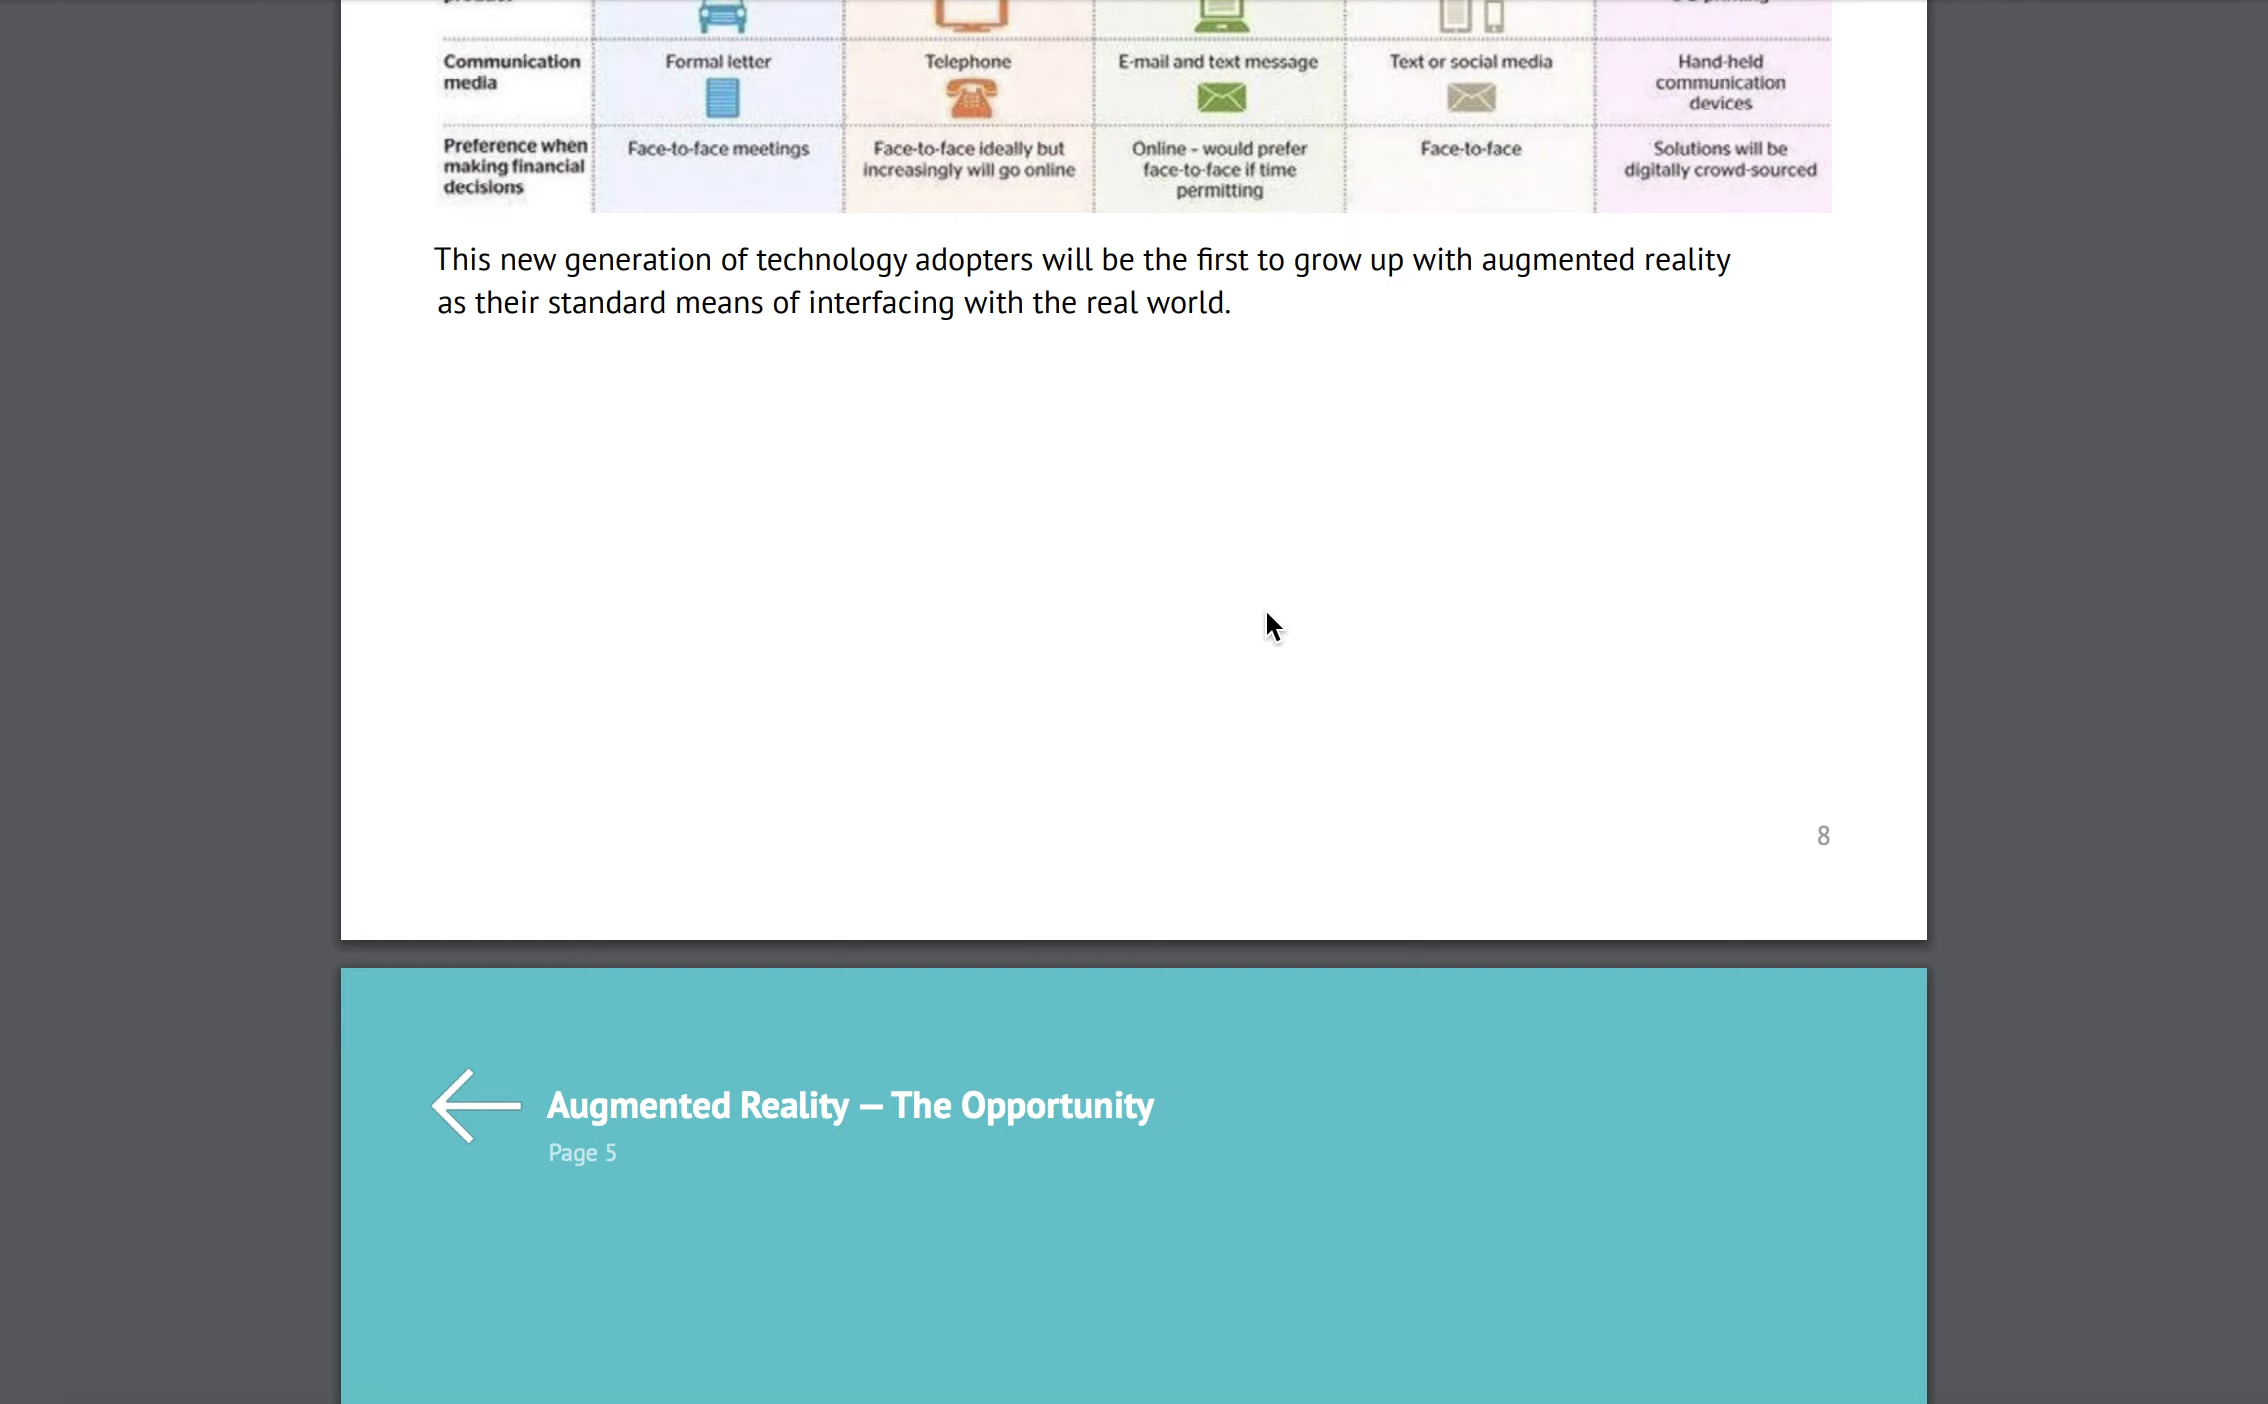 Communication
media
Formal letter
Telephone
E-mail and text message
Text or social media
Hand-held
communication
devices
Preference when
making financial
decisions
Face-to-face meetings
Face-to-face ideally but
increasingly will go online
Online - would prefer
face-to-face if time
permitting
Face-to-face
Solutions will be
digitally crowd-sourced
This new generation of technology adopters will be the first to grow up with augmented reality
as their standard means of interfacing with the real world.
8
Augmented Reality – The Opportunity
Page 5